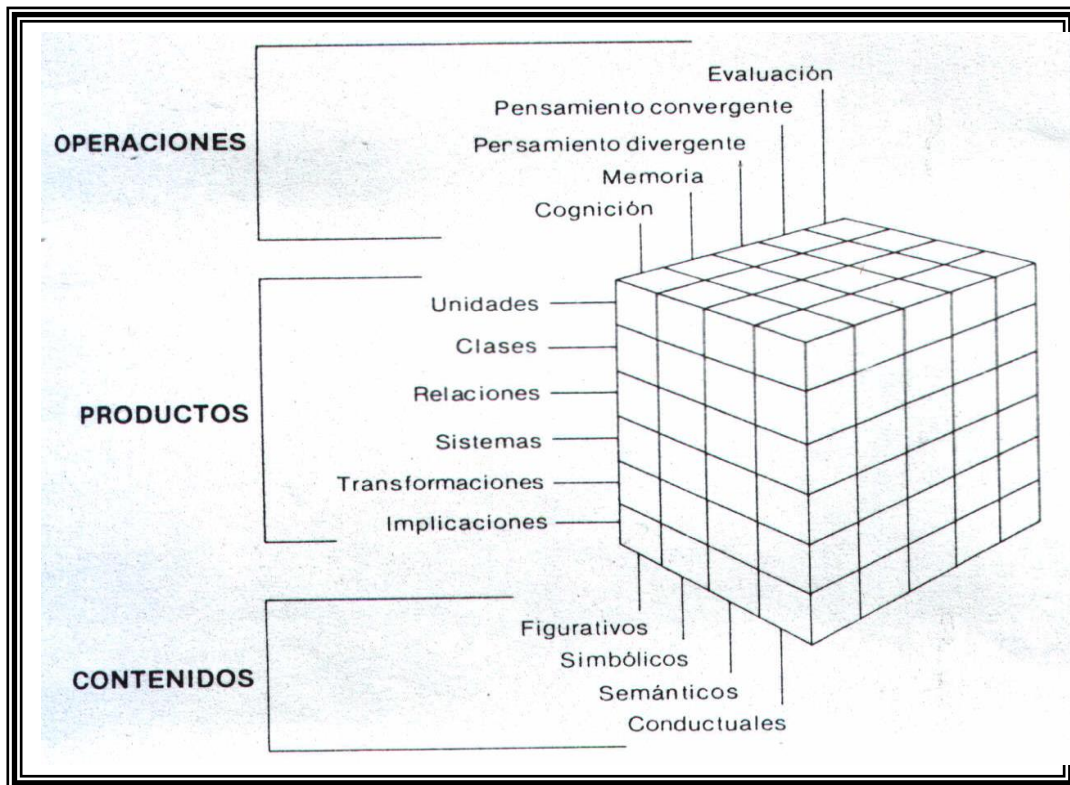 OPERACIONES
Evaluación
Pensamiento convergente
Pensamiento divergente
Memoria
Cognición
PRODUCTOS
Unidades
Clases
Relaciones
Sistemas
Transformaciones
Implicaciones
CONTENIDOS
Figurativos
Simbólicos
Semánticos
Conductuales